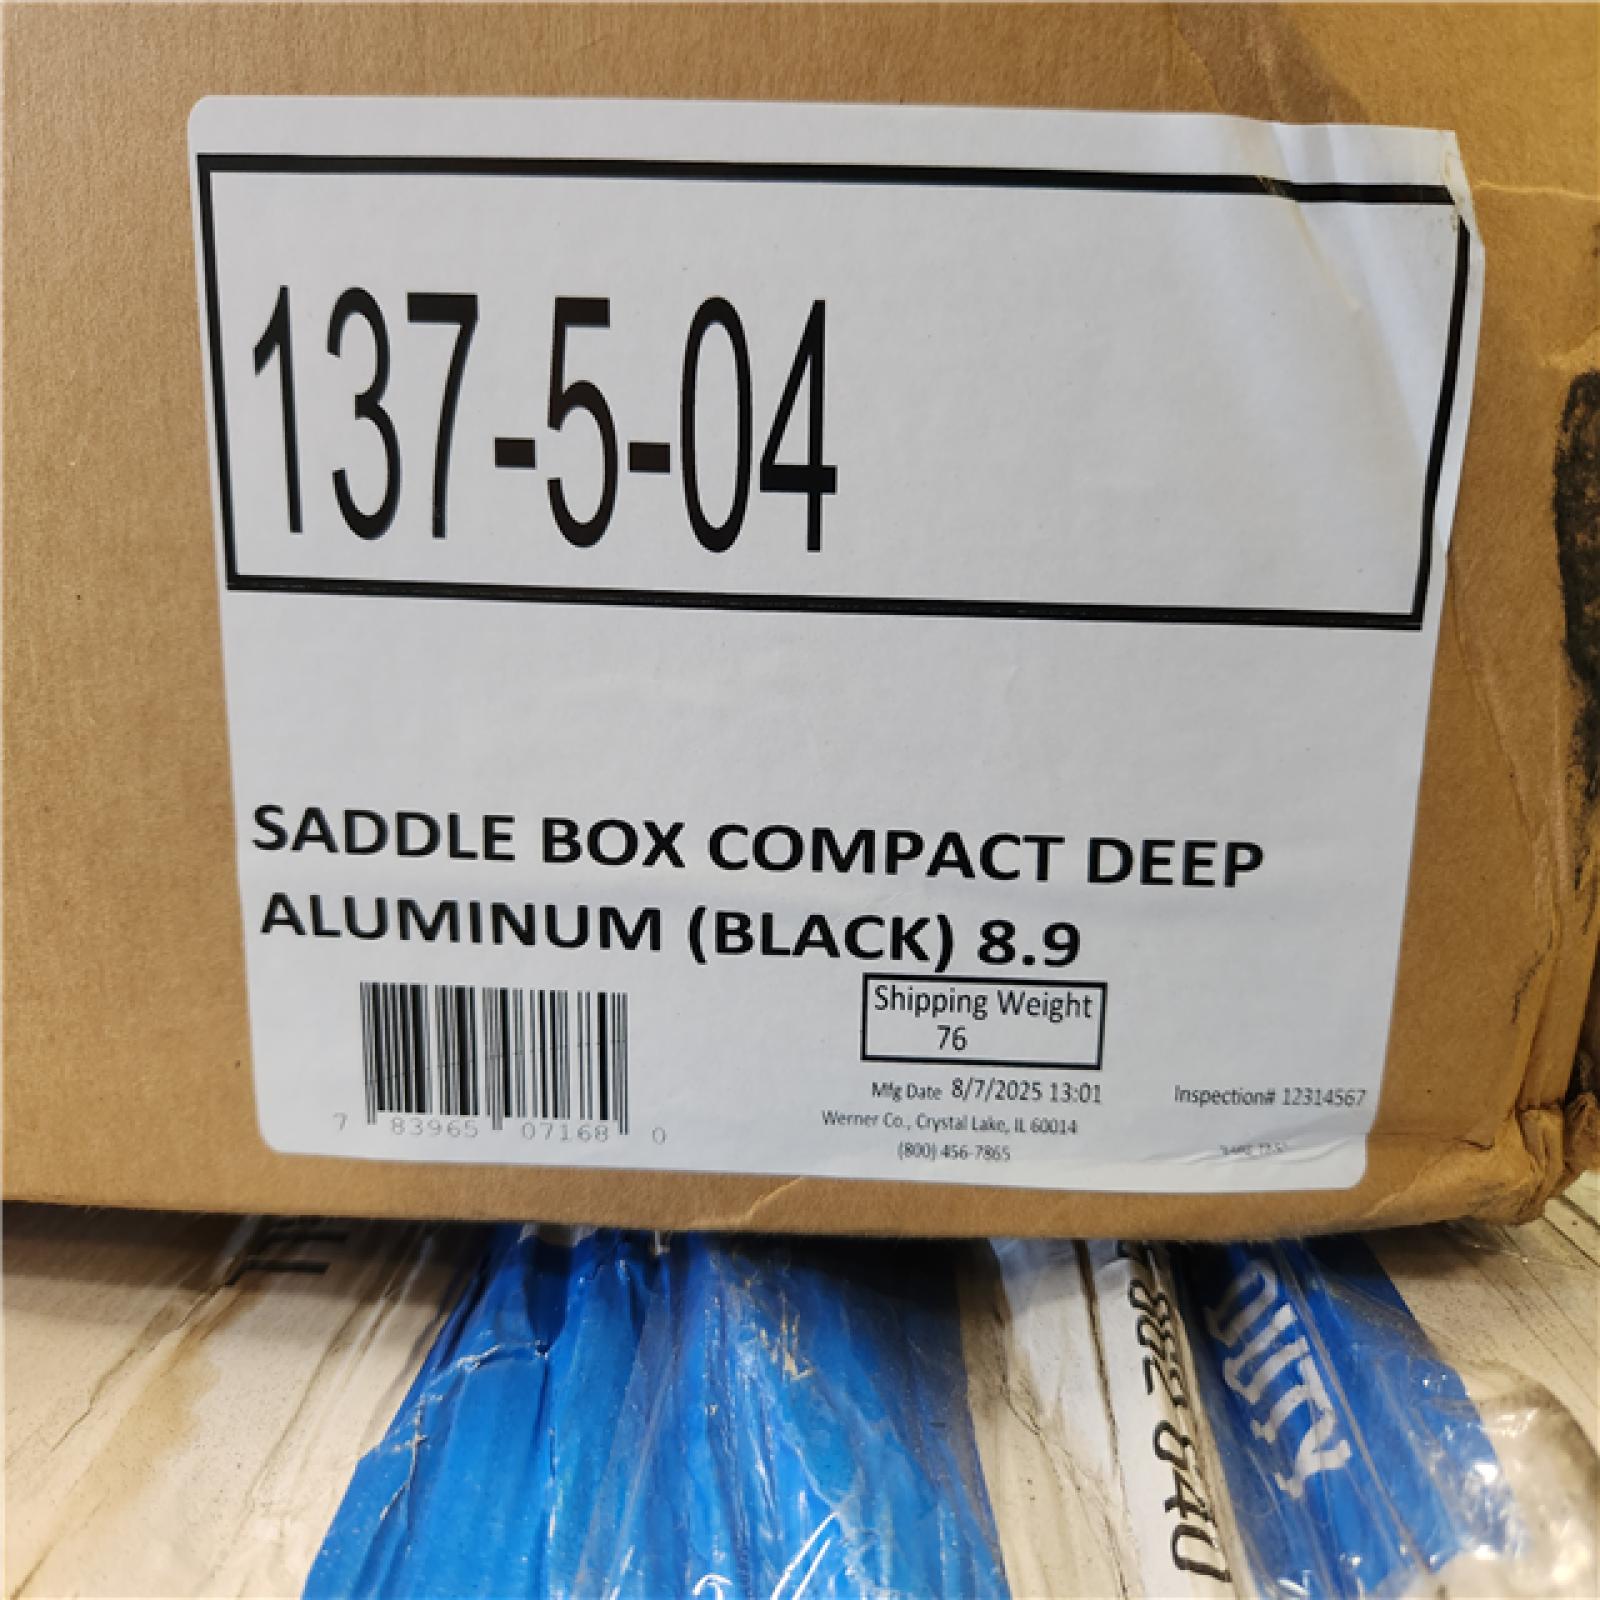 137-5-04
SADDLE BOX COMPACT DEEP
ALUMINUM (BLACK) 8.9
Shipping Weight
76
Mfg Date 8/7/2025 13:01
Inspection# 12314567
Werner Co., Crystal Lake, IL 60014
(800) 456-7865
7 83965 07168 0